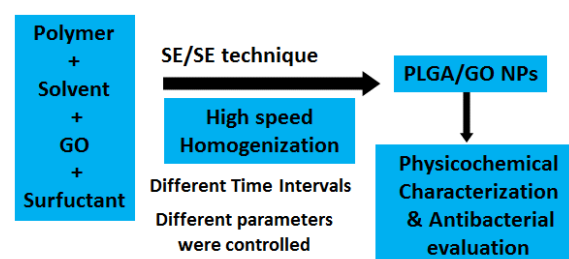 Polymer
+
Solvent
+
GO
+
Surfuctant
SE/SE technique
High speed
Homogenization
Different Time Intervals
Different parameters
were controlled
PLGA/GO NPs
Physicochemical
Characterization
& Antibacterial
evaluation